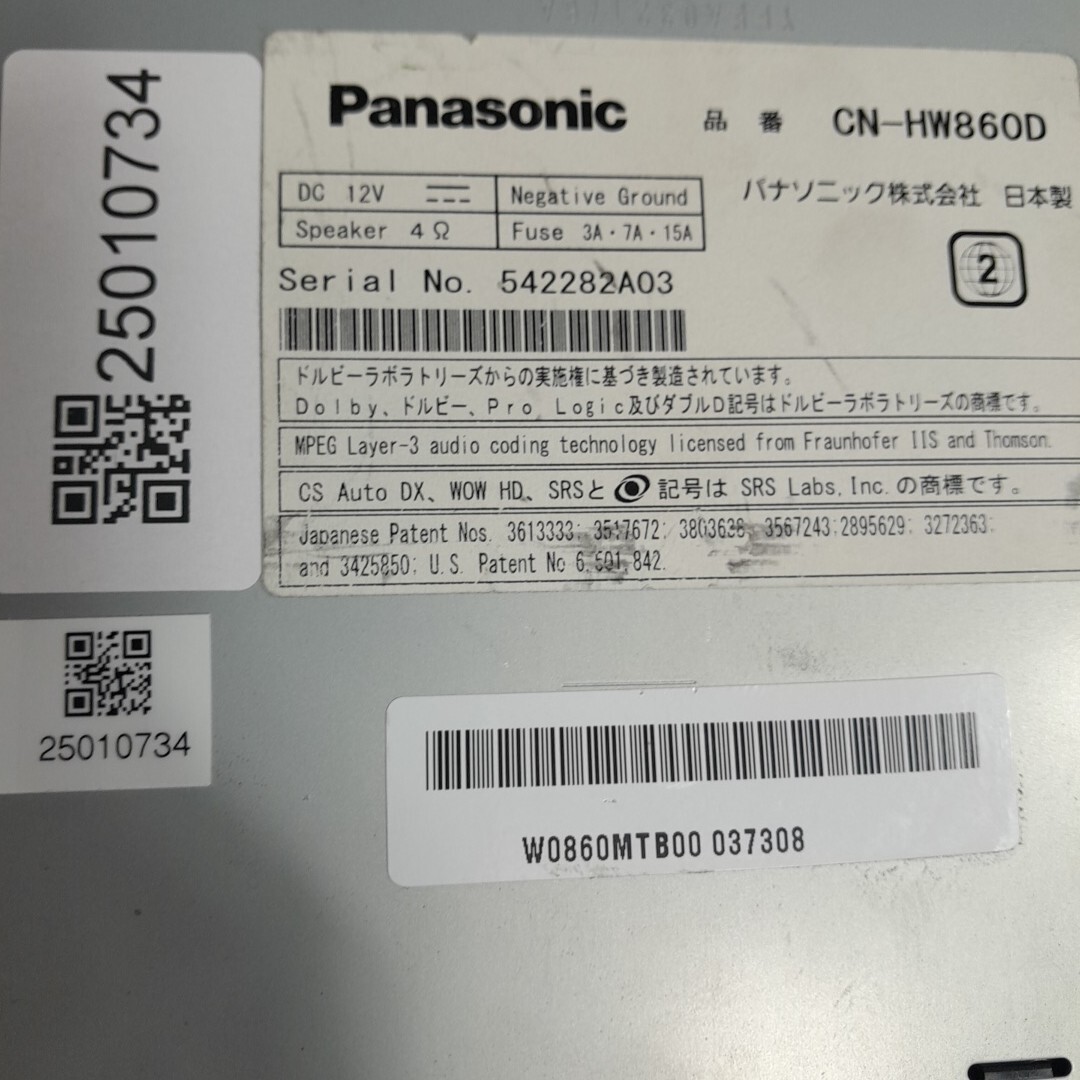 25010734
Panasonic 品番 CN-HW860D
DC 12V Negative Ground
Speaker 4Ω Fuse 3A・7A・15A
パナソニック株式会社 日本製
2
Serial No. 542282A03
ドルビーラボラトリーズからの実施権に基づき製造されています。
Dolby、ドルビー、Pro Logic及びダブルD記号はドルビーラボラトリーズの商標です。
MPEG Layer-3 audio coding technology licensed from Fraunhofer IIS and Thomson.
CS Auto DX、WOW HD、SRSと 記号は SRS Labs, Inc. の商標です。
Japanese Patent Nos. 3613333; 3517672; 3803638; 3567243;2895629; 3272363;
and 3425850; U.S. Patent No 6,501,842.
25010734
W0860MTB00 037308